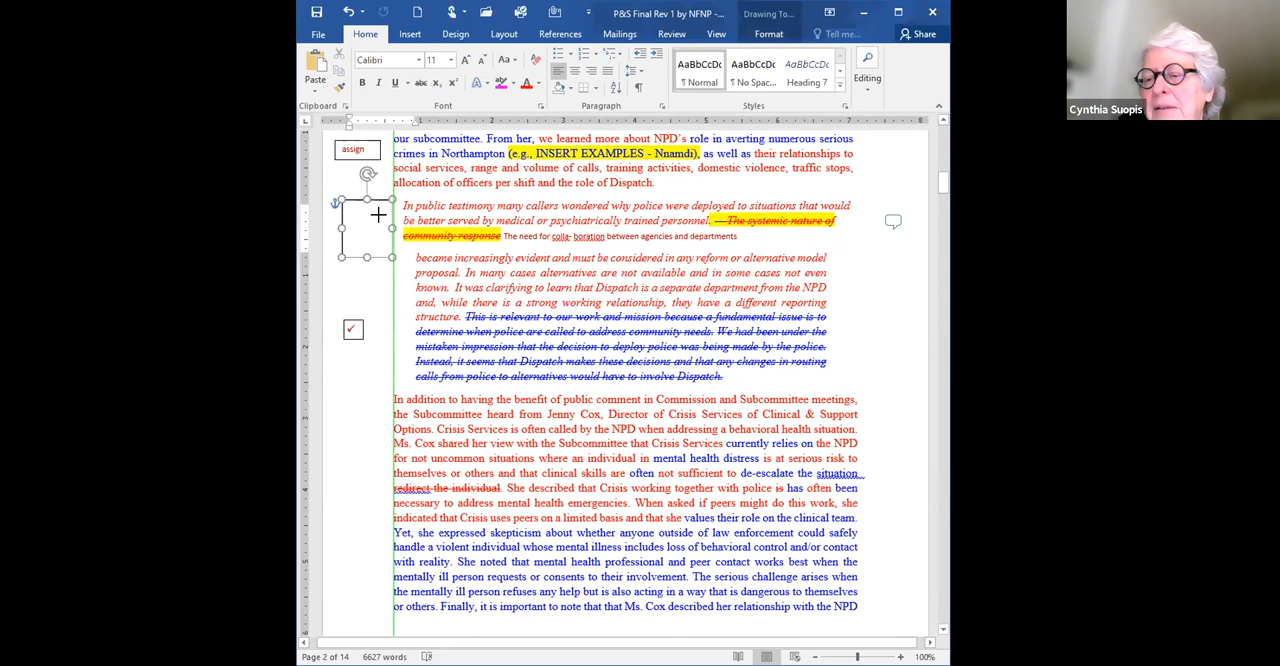 P&S Final Rev 1 by NFNP -...
Drawing To...
File
Home
Insert
Design
Layout
References
Mailings
Review
View
Format
Tell me...
Share
Paste
Calibri
11
Aa
AaBbCcDc
AaBbCcDc
AaBbCcDc
¶ Normal
¶ No Spac...
Heading 7
Editing
Clipboard
Font
Paragraph
Styles
Cynthia Suopis
assign
our subcommittee. From her, we learned more about NPD's role in averting numerous serious
crimes in Northampton (e.g., INSERT EXAMPLES - Nnamdi), as well as their relationships to
social services, range and volume of calls, training activities, domestic violence, traffic stops,
allocation of officers per shift and the role of Dispatch.
In public testimony many callers wondered why police were deployed to situations that would
be better served by medical or psychiatrically trained personnel. —The systemic nature of
community response The need for colla- boration between agencies and departments
became increasingly evident and must be considered in any reform or alternative model
proposal. In many cases alternatives are not available and in some cases not even
known. It was clarifying to learn that Dispatch is a separate department from the NPD
and, while there is a strong working relationship, they have a different reporting
structure. This is relevant to our work and mission because a fundamental issue is to
determine when police are called to address community needs. We had been under the
mistaken impression that the decision to deploy police was being made by the police.
Instead, it seems that Dispatch makes these decisions and that any changes in routing
calls from police to alternatives would have to involve Dispatch.
In addition to having the benefit of public comment in Commission and Subcommittee meetings,
the Subcommittee heard from Jenny Cox, Director of Crisis Services of Clinical & Support
Options. Crisis Services is often called by the NPD when addressing a behavioral health situation.
Ms. Cox shared her view with the Subcommittee that Crisis Services currently relies on the NPD
for not uncommon situations where an individual in mental health distress is at serious risk to
themselves or others and that clinical skills are often not sufficient to de-escalate the situation
redirect the individual. She described that Crisis working together with police is has often been
necessary to address mental health emergencies. When asked if peers might do this work, she
indicated that Crisis uses peers on a limited basis and that she values their role on the clinical team.
Yet, she expressed skepticism about whether anyone outside of law enforcement could safely
handle a violent individual whose mental illness includes loss of behavioral control and/or contact
with reality. She noted that mental health professional and peer contact works best when the
mentally ill person requests or consents to their involvement. The serious challenge arises when
the mentally ill person refuses any help but is also acting in a way that is dangerous to themselves
or others. Finally, it is important to note that that Ms. Cox described her relationship with the NPD
Page 2 of 14
6627 words
100%